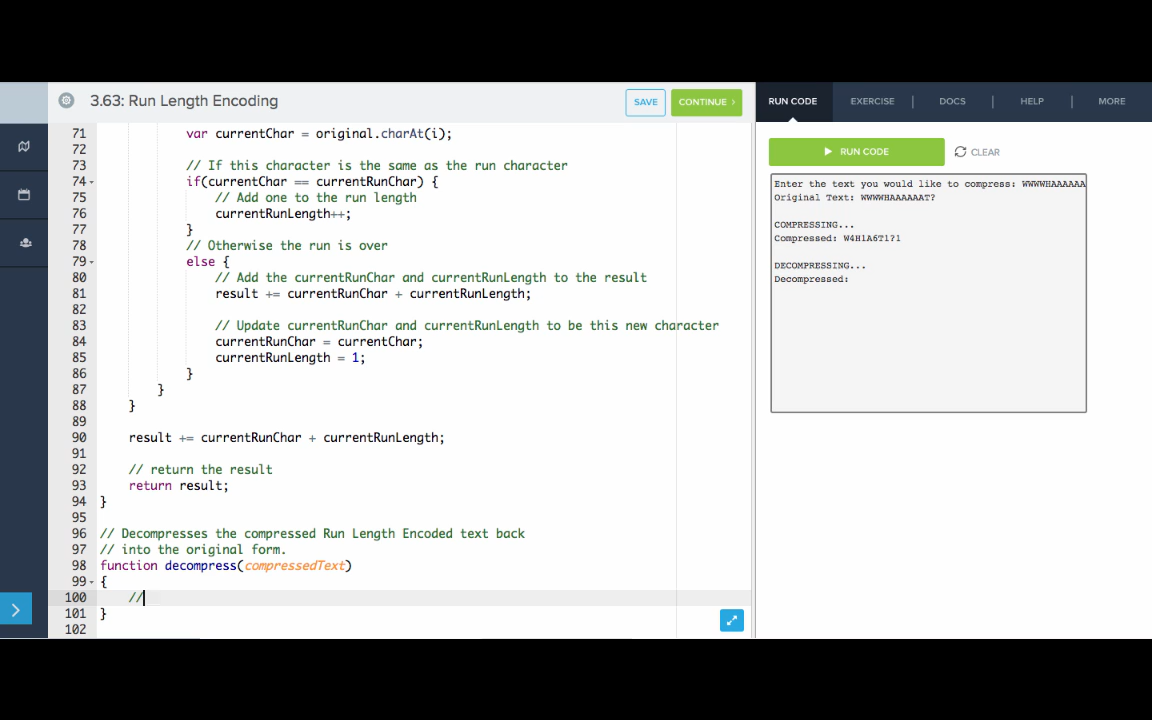 3.63: Run Length Encoding
SAVE
CONTINUE ›
RUN CODE
EXERCISE
DOCS
HELP
MORE
71 var currentChar = original.charAt(i);
72
73 // If this character is the same as the run character
74 if(currentChar == currentRunChar) {
75 // Add one to the run length
76 currentRunLength++;
77 }
78 // Otherwise the run is over
79 else {
80 // Add the currentRunChar and currentRunLength to the result
81 result += currentRunChar + currentRunLength;
82
83 // Update currentRunChar and currentRunLength to be this new character
84 currentRunChar = currentChar;
85 currentRunLength = 1;
86 }
87 }
88 }
89
90 result += currentRunChar + currentRunLength;
91
92 // return the result
93 return result;
94 }
95
96 // Decompresses the compressed Run Length Encoded text back
97 // into the original form.
98 function decompress(compressedText)
99 {
100 //
101 }
102
RUN CODE
CLEAR
Enter the text you would like to compress: WWWWHAAAAAA
Original Text: WWWWHAAAAAAT?
COMPRESSING...
Compressed: W4H1A6T1?1
DECOMPRESSING...
Decompressed: